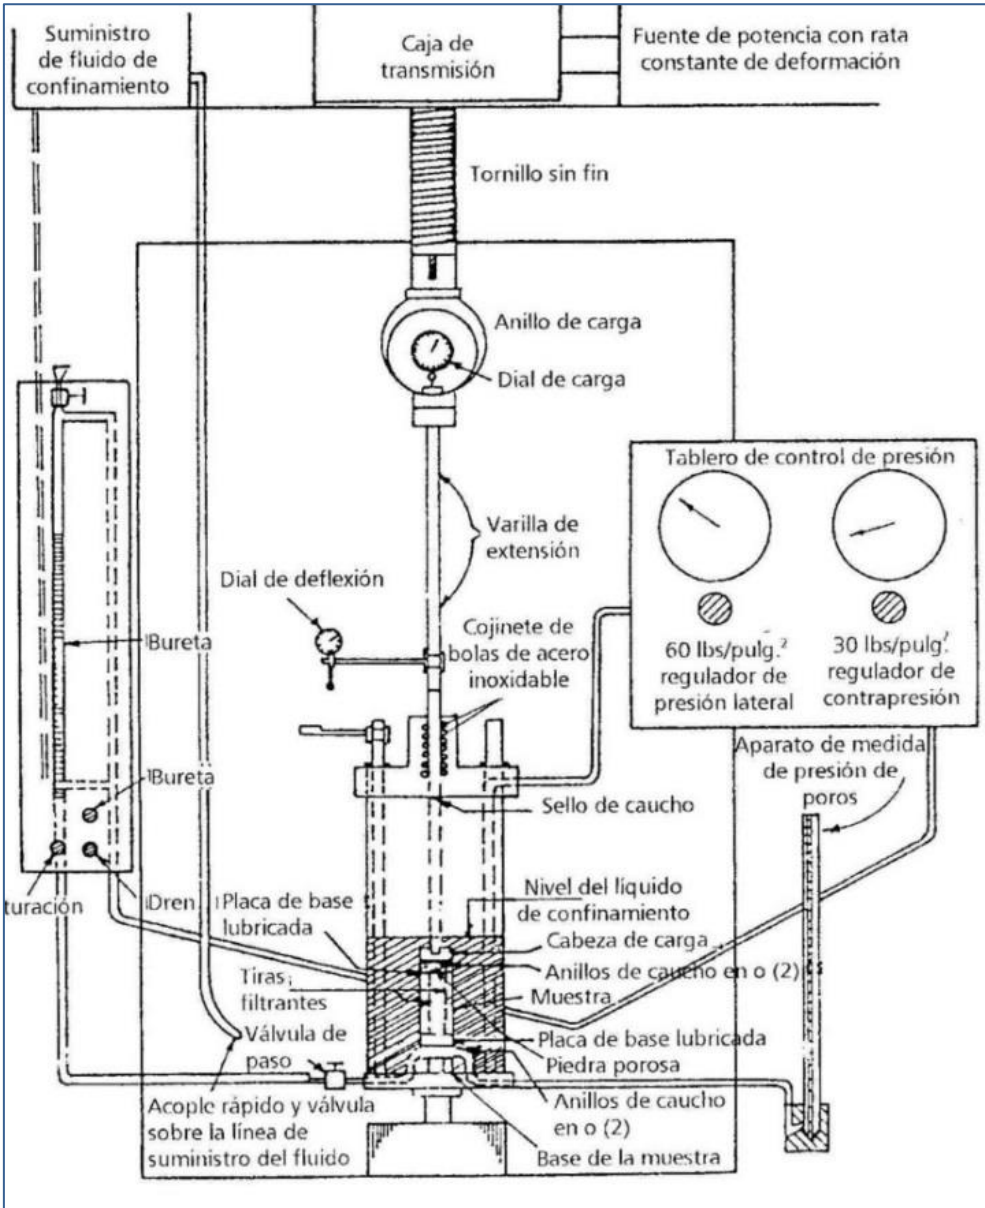 Suministro
de fluido de
confinamiento
Caja de
transmisión
Fuente de potencia con rata
constante de deformación
Tornillo sin fin
Anillo de carga
Dial de carga
Tablero de control de presión
Varilla de
extensión
Dial de deflexión
Cojinete de
bolas de acero
inoxidable
60 lbs/pulg.²
regulador de
presión lateral
30 lbs/pulg.
regulador de
contrapresión
Bureta
Bureta
Aparato de medida
de presión de
poros
Sello de caucho
turación
Dren
Placa de base
lubricada
Nivel del líquido
de confinamiento
Cabeza de carga
Anillos de caucho en o (2)
Tiras
filtrantes
Muestra
Placa de base lubricada
Piedra porosa
Válvula de
paso
Acople rápido y válvula
sobre la línea de
suministro del fluido
Anillos de caucho
en o (2)
Base de la muestra